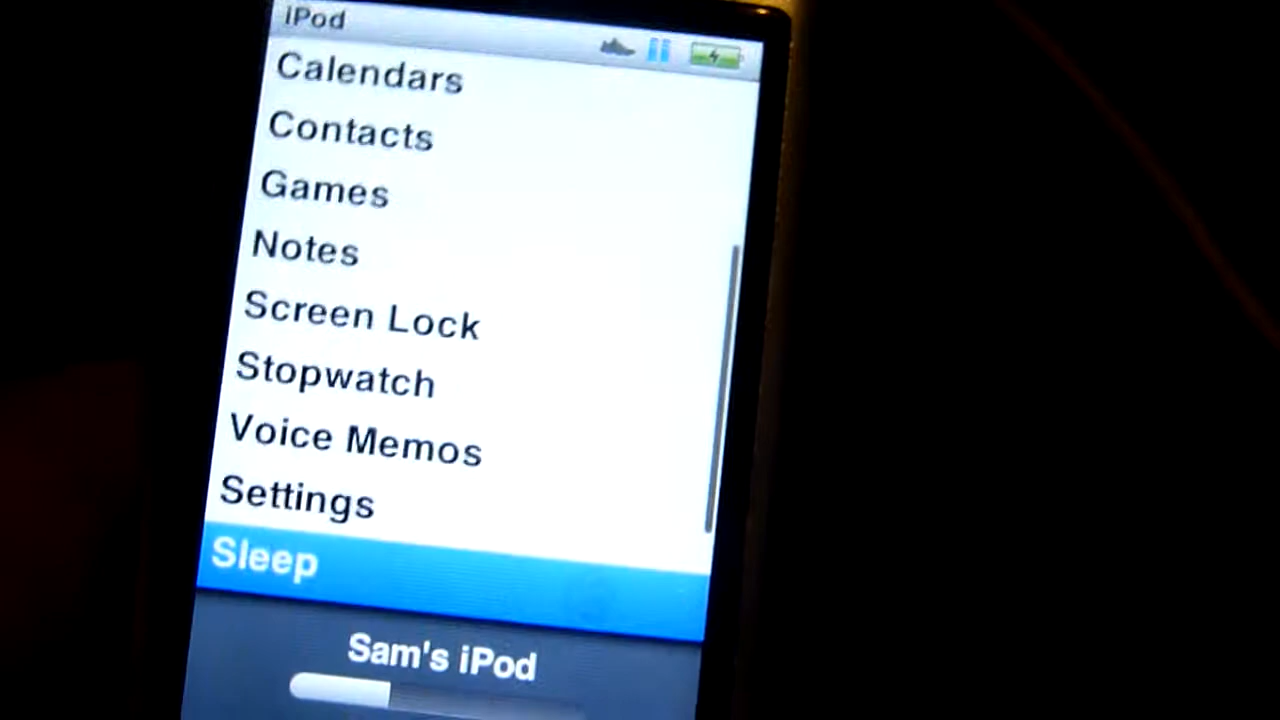 iPod
Calendars
Contacts
Games
Notes
Screen Lock
Stopwatch
Voice Memos
Settings
Sleep
Sam's iPod